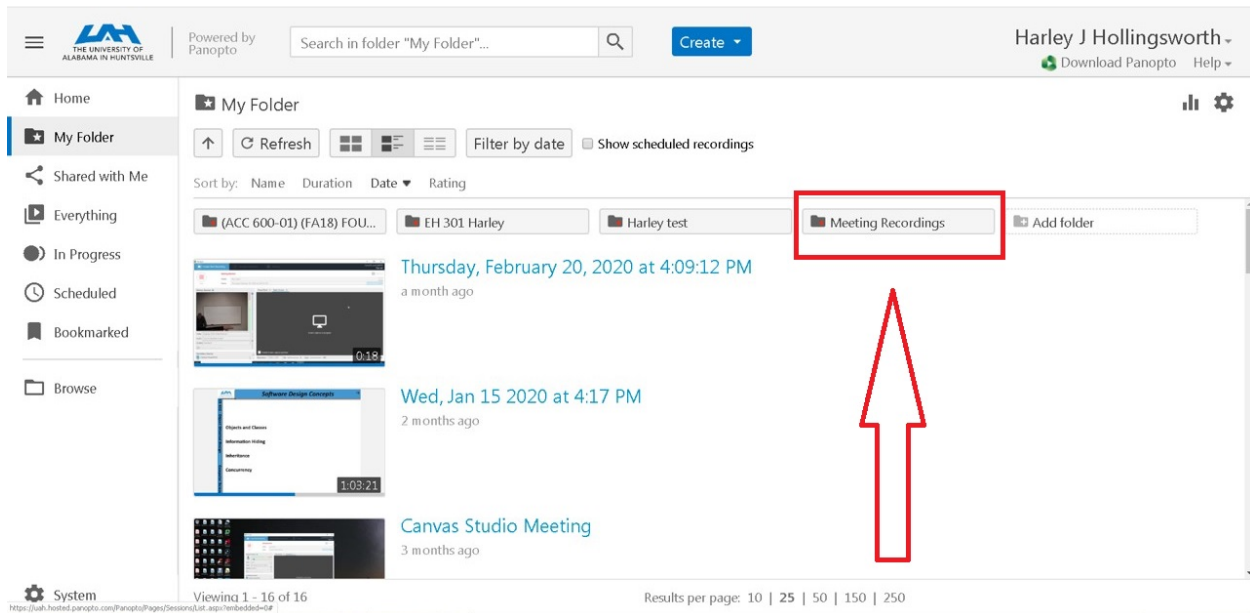 THE UNIVERSITY OF
ALABAMA IN HUNTSVILLE
Powered by
Panopto
Search in folder "My Folder"...
Create
Harley J Hollingsworth
Download Panopto Help
Home
My Folder
Shared with Me
Everything
In Progress
Scheduled
Bookmarked
Browse
System
My Folder
Refresh
Filter by date
Show scheduled recordings
Sort by: Name Duration Date ▼ Rating
(ACC 600-01) (FA18) FOU...
EH 301 Harley
Harley test
Meeting Recordings
Add folder
Thursday, February 20, 2020 at 4:09:12 PM
a month ago
0:18
Wed, Jan 15 2020 at 4:17 PM
2 months ago
Software Design Concepts
Objects and Classes
Information Hiding
Inheritance
Concurrency
1:03:21
Canvas Studio Meeting
3 months ago
Viewing 1 - 16 of 16
Results per page: 10 | 25 | 50 | 150 | 250
https://uah.hosted.panopto.com/Panopto/Pages/Sessions/List.aspx?embedded=0#